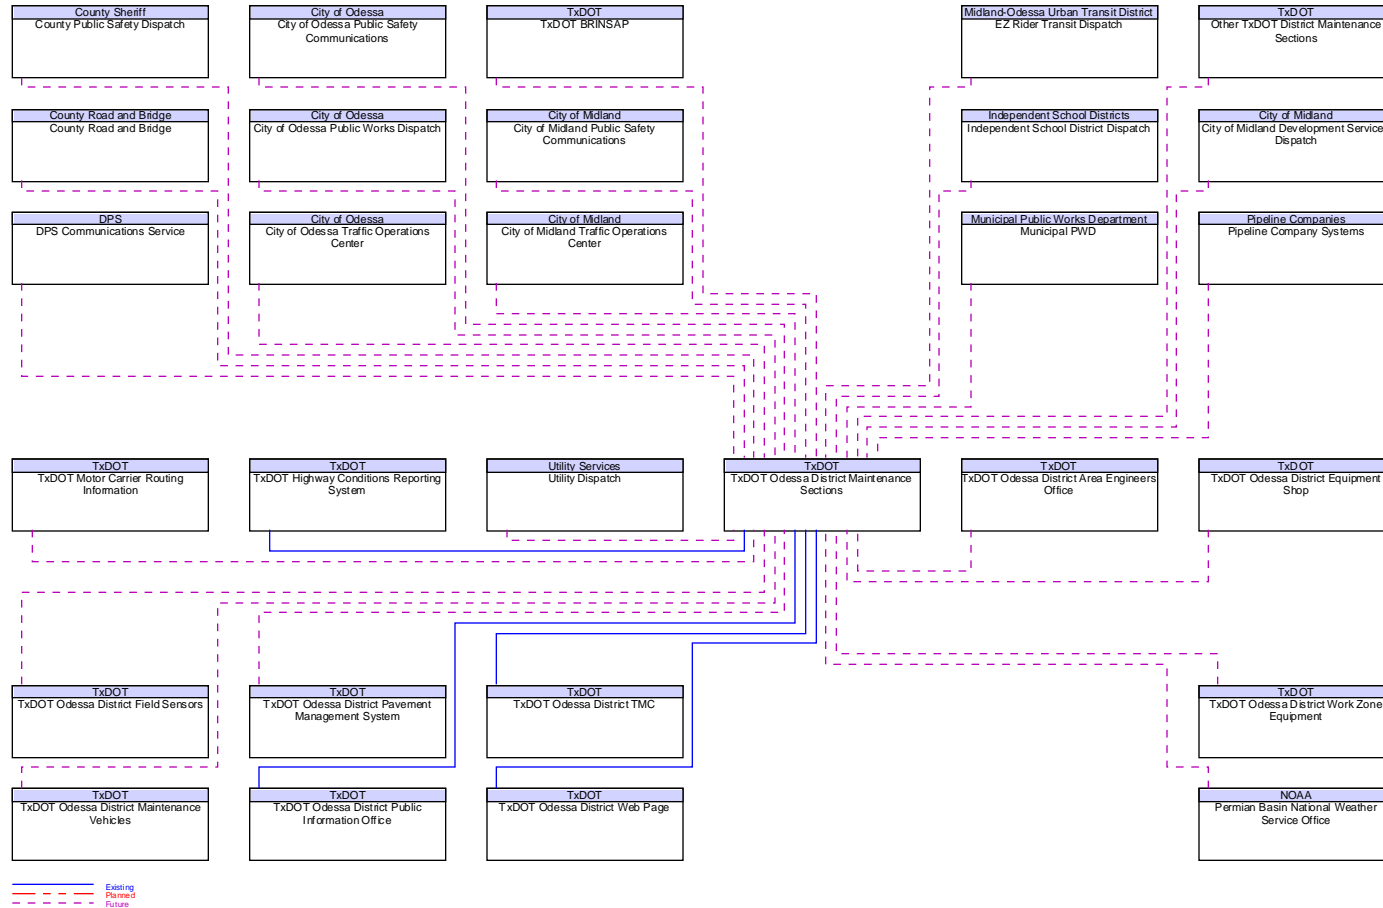 County Sheriff
County Public Safety Dispatch
City of Odessa
City of Odessa Public Safety
Communications
TxDOT
TxDOT BRINSAP
Midland-Odessa Urban Transit District
EZ Rider Transit Dispatch
TxDOT
Other TxDOT District Maintenance
Sections
County Road and Bridge
County Road and Bridge
City of Odessa
City of Odessa Public Works Dispatch
City of Midland
City of Midland Public Safety
Communications
Independent School Districts
Independent School District Dispatch
City of Midland
City of Midland Development Service
Dispatch
DPS
DPS Communications Service
City of Odessa
City of Odessa Traffic Operations
Center
City of Midland
City of Midland Traffic Operations
Center
Municipal Public Works Department
Municipal PWD
Pipeline Companies
Pipeline Company Systems
TxDOT
TxDOT Motor Carrier Routing
Information
TxDOT
TxDOT Highway Conditions Reporting
System
Utility Services
Utility Dispatch
TxDOT
TxDOT Odessa District Maintenance
Sections
TxDOT
TxDOT Odessa District Area Engineers
Office
TxDOT
TxDOT Odessa District Equipment
Shop
TxDOT
TxDOT Odessa District Field Sensors
TxDOT
TxDOT Odessa District Pavement
Management System
TxDOT
TxDOT Odessa District TMC
TxDOT
TxDOT Odessa District Work Zone
Equipment
TxDOT
TxDOT Odessa District Maintenance
Vehicles
TxDOT
TxDOT Odessa District Public
Information Office
TxDOT
TxDOT Odessa District Web Page
NOAA
Permian Basin National Weather
Service Office
Existing
Planned
Future